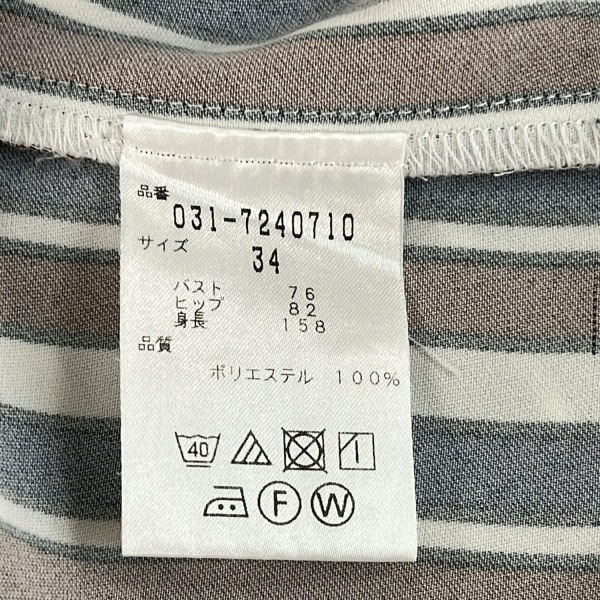 品番
031-7240710
サイズ
34
バスト 76
ヒップ 82
身長 158
品質
ポリエステル 100%
40
F W